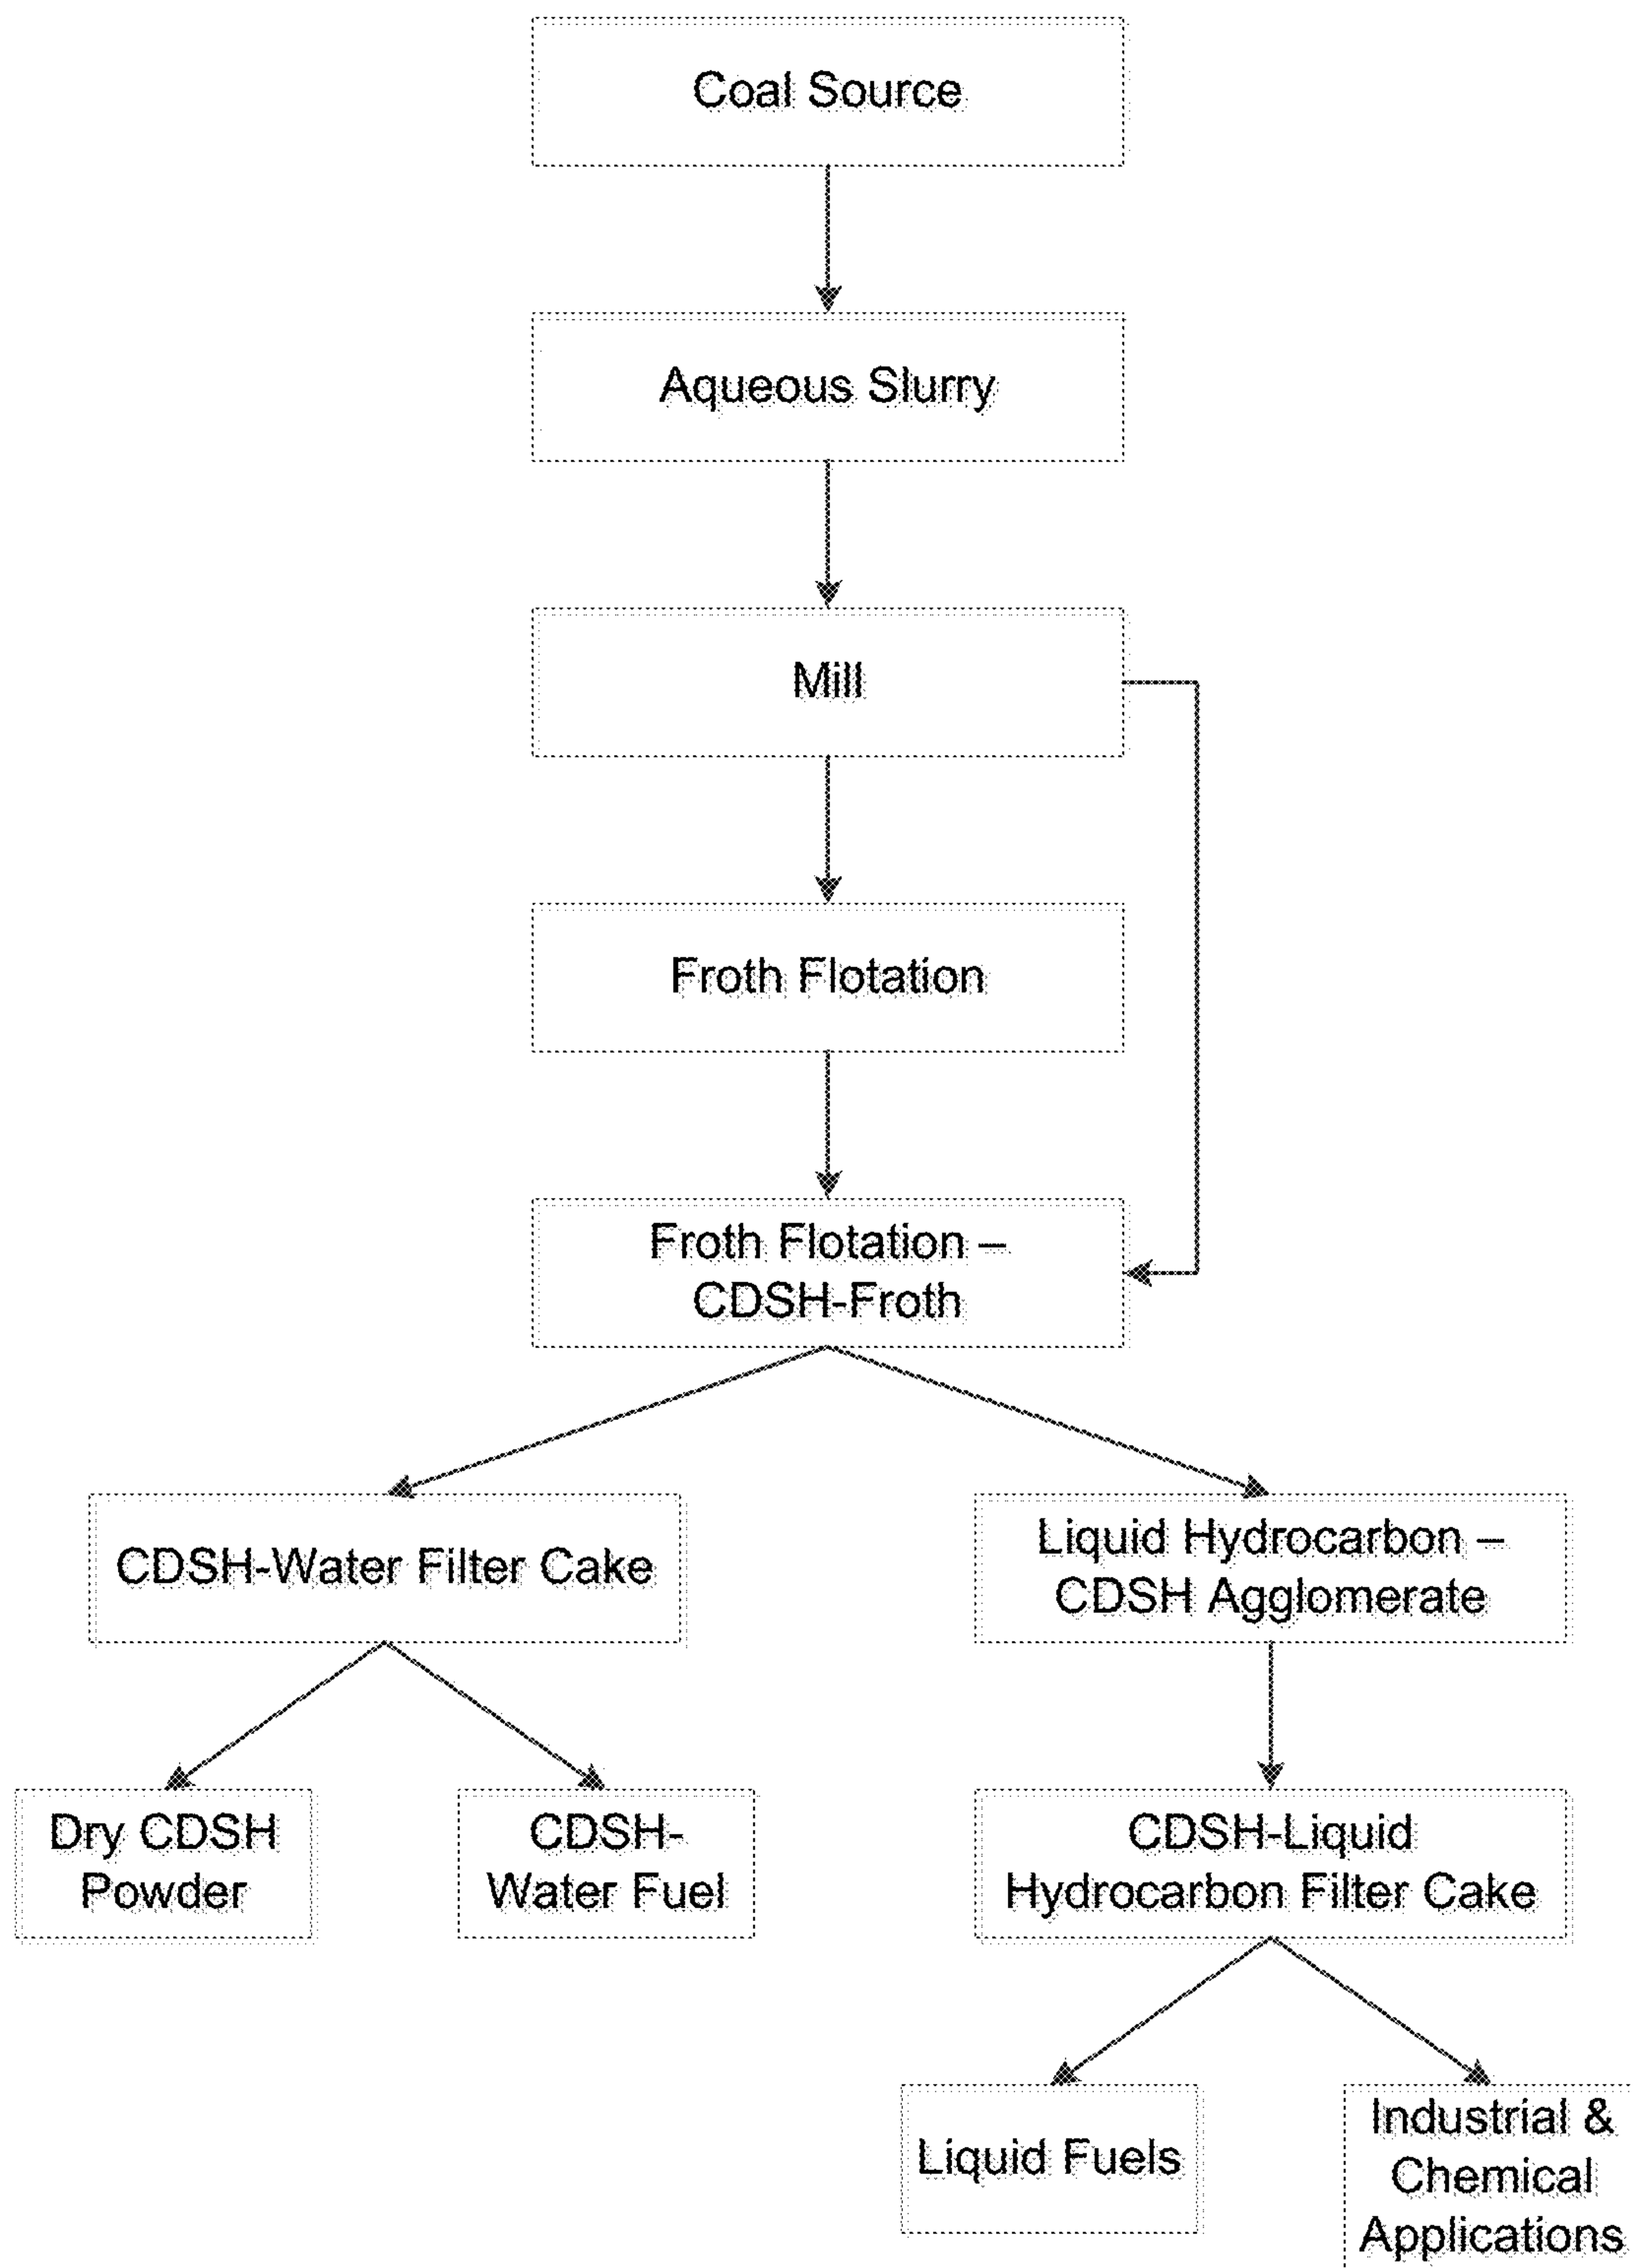 Coal Source
Aqueous Slurry
Mill
Froth Flotation
Froth Flotation –
CDSH-Froth
CDSH-Water Filter Cake
Liquid Hydrocarbon –
CDSH Agglomerate
Dry CDSH
Powder
CDSH-
Water Fuel
CDSH-Liquid
Hydrocarbon Filter Cake
Liquid Fuels
Industrial &
Chemical
Applications